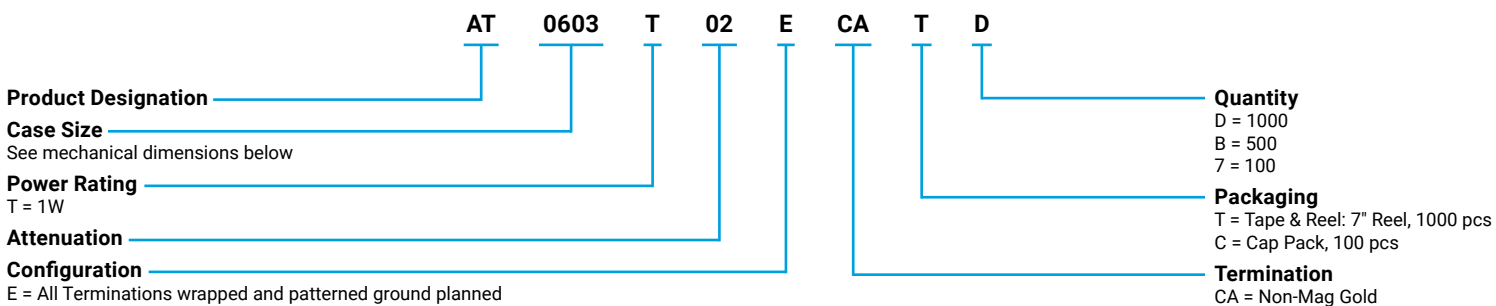 AT 0603 T 02 E CA T D
Product Designation
Case Size
See mechanical dimensions below
Power Rating
T = 1W
Attenuation
Configuration
E = All Terminations wrapped and patterned ground planned
Quantity
D = 1000
B = 500
7 = 100
Packaging
T = Tape & Reel: 7" Reel, 1000 pcs
C = Cap Pack, 100 pcs
Termination
CA = Non-Mag Gold